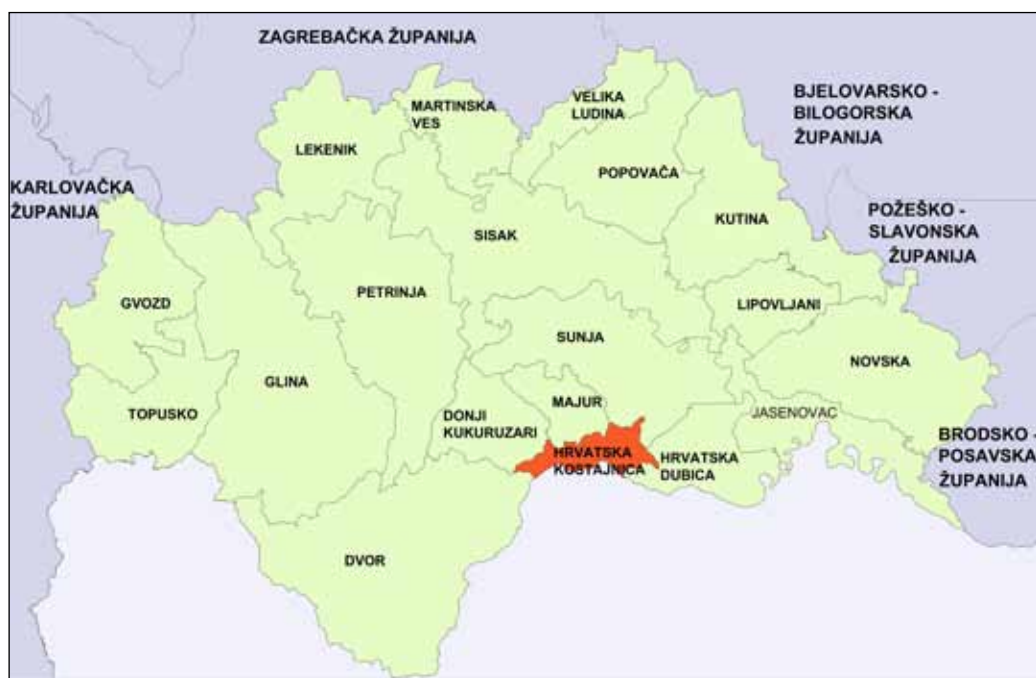 ZAGREBAČKA ŽUPANIJA
BJELOVARSKO -
BILOGORSKA
ŽUPANIJA
VELIKA
LUDINA
MARTINSKA
VES
LEKENIK
POPOVAČA
KARLOVAČKA
ŽUPANIJA
KUTINA
POŽEŠKO -
SLAVONSKA
ŽUPANIJA
SISAK
PETRINJA
GVOZD
LIPOVLJANI
SUNJA
NOVSKA
GLINA
MAJUR
TOPUSKO
DONJI
KUKURUZARI
JASENOVAC
BRODSKO -
POSAVSKA
ŽUPANIJA
HRVATSKA
KOSTAJNICA
HRVATSKA
DUBICA
DVOR